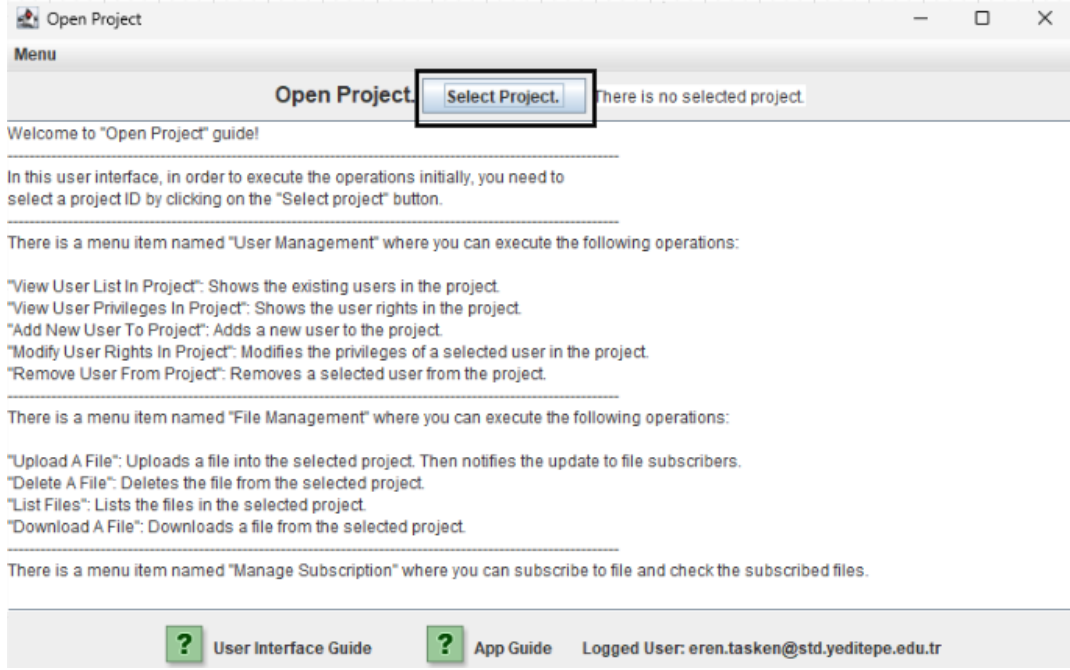 Open Project
Menu
Open Project. Select Project. There is no selected project.
Welcome to "Open Project" guide!
In this user interface, in order to execute the operations initially, you need to
select a project ID by clicking on the "Select project" button.
There is a menu item named "User Management" where you can execute the following operations:
"View User List In Project": Shows the existing users in the project.
"View User Privileges In Project": Shows the user rights in the project.
"Add New User To Project": Adds a new user to the project.
"Modify User Rights In Project": Modifies the privileges of a selected user in the project.
"Remove User From Project": Removes a selected user from the project.
There is a menu item named "File Management" where you can execute the following operations:
"Upload A File": Uploads a file into the selected project. Then notifies the update to file subscribers.
"Delete A File": Deletes the file from the selected project.
"List Files": Lists the files in the selected project.
"Download A File": Downloads a file from the selected project.
There is a menu item named "Manage Subscription" where you can subscribe to file and check the subscribed files.
? User Interface Guide ? App Guide Logged User: eren.tasken@std.yeditepe.edu.tr